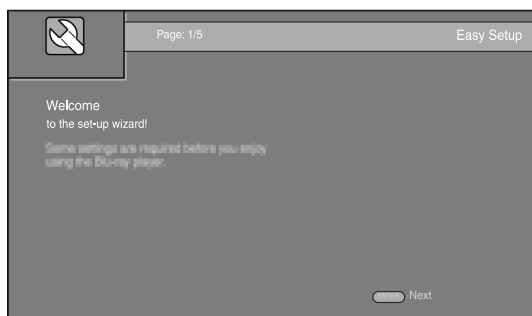 Page: 1/5
Easy Setup
Welcome
to the set-up wizard!
Some settings are required before you enjoy
using the Blu-ray player.
ENTER Next